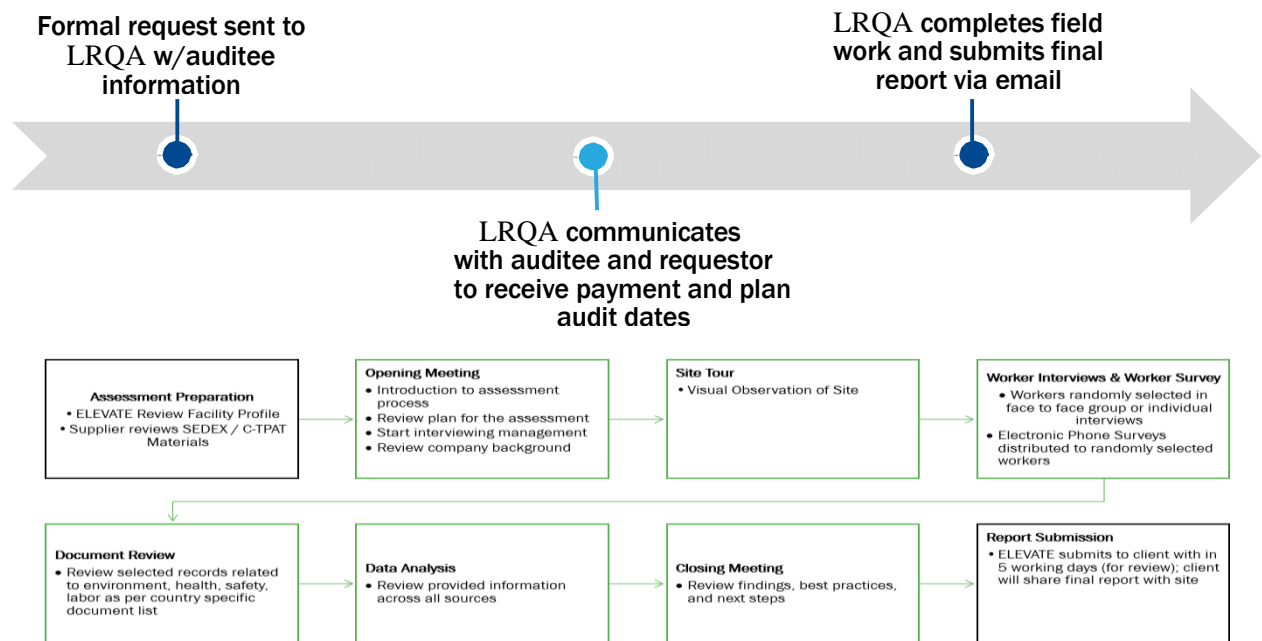 Formal request sent to
LRQA w/auditee
information
LRQA completes field
work and submits final
report via email
LRQA communicates
with auditee and requestor
to receive payment and plan
audit dates
Assessment Preparation
• ELEVATE Review Facility Profile
• Supplier reviews SEDEX / C-TPAT
Materials
Opening Meeting
• Introduction to assessment
process
• Review plan for the assessment
• Start interviewing management
• Review company background
Site Tour
• Visual Observation of Site
Worker Interviews & Worker Survey
• Workers randomly selected in
face to face group or individual
interviews
• Electronic Phone Surveys
distributed to randomly selected
workers
Document Review
• Review selected records related
to environment, health, safety,
labor as per country specific
document list
Data Analysis
• Review provided information
across all sources
Closing Meeting
• Review findings, best practices,
and next steps
Report Submission
• ELEVATE submits to client with in
5 working days (for review); client
will share final report with site